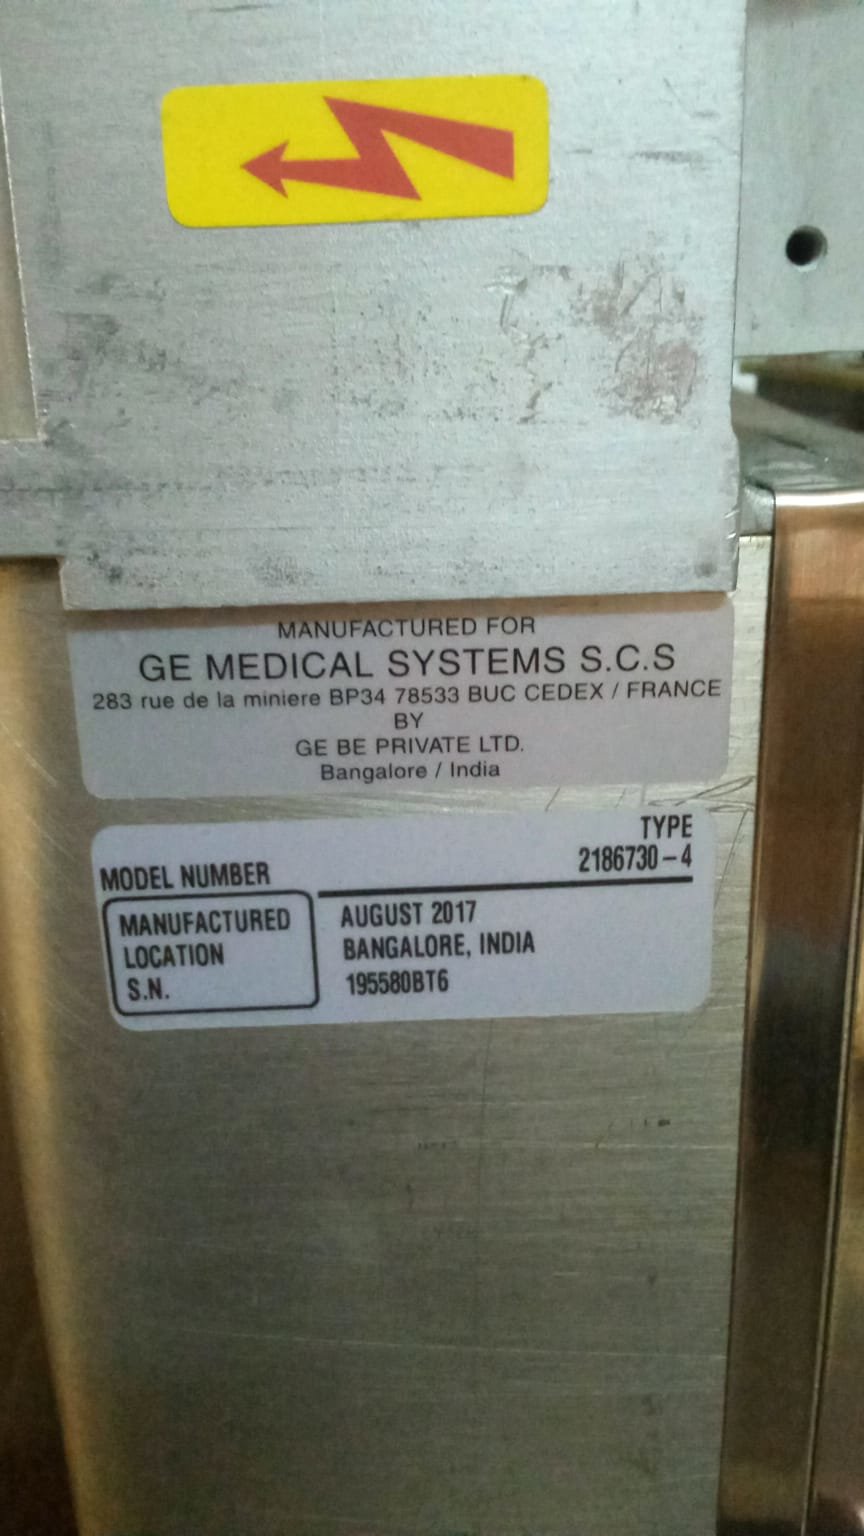 MANUFACTURED FOR
GE MEDICAL SYSTEMS S.C.S
283 rue de la miniere BP34 78533 BUC CEDEX / FRANCE
BY
GE BE PRIVATE LTD.
Bangalore / India
TYPE
MODEL NUMBER 2186730-4
MANUFACTURED AUGUST 2017
LOCATION BANGALORE, INDIA
S.N. 195580BT6